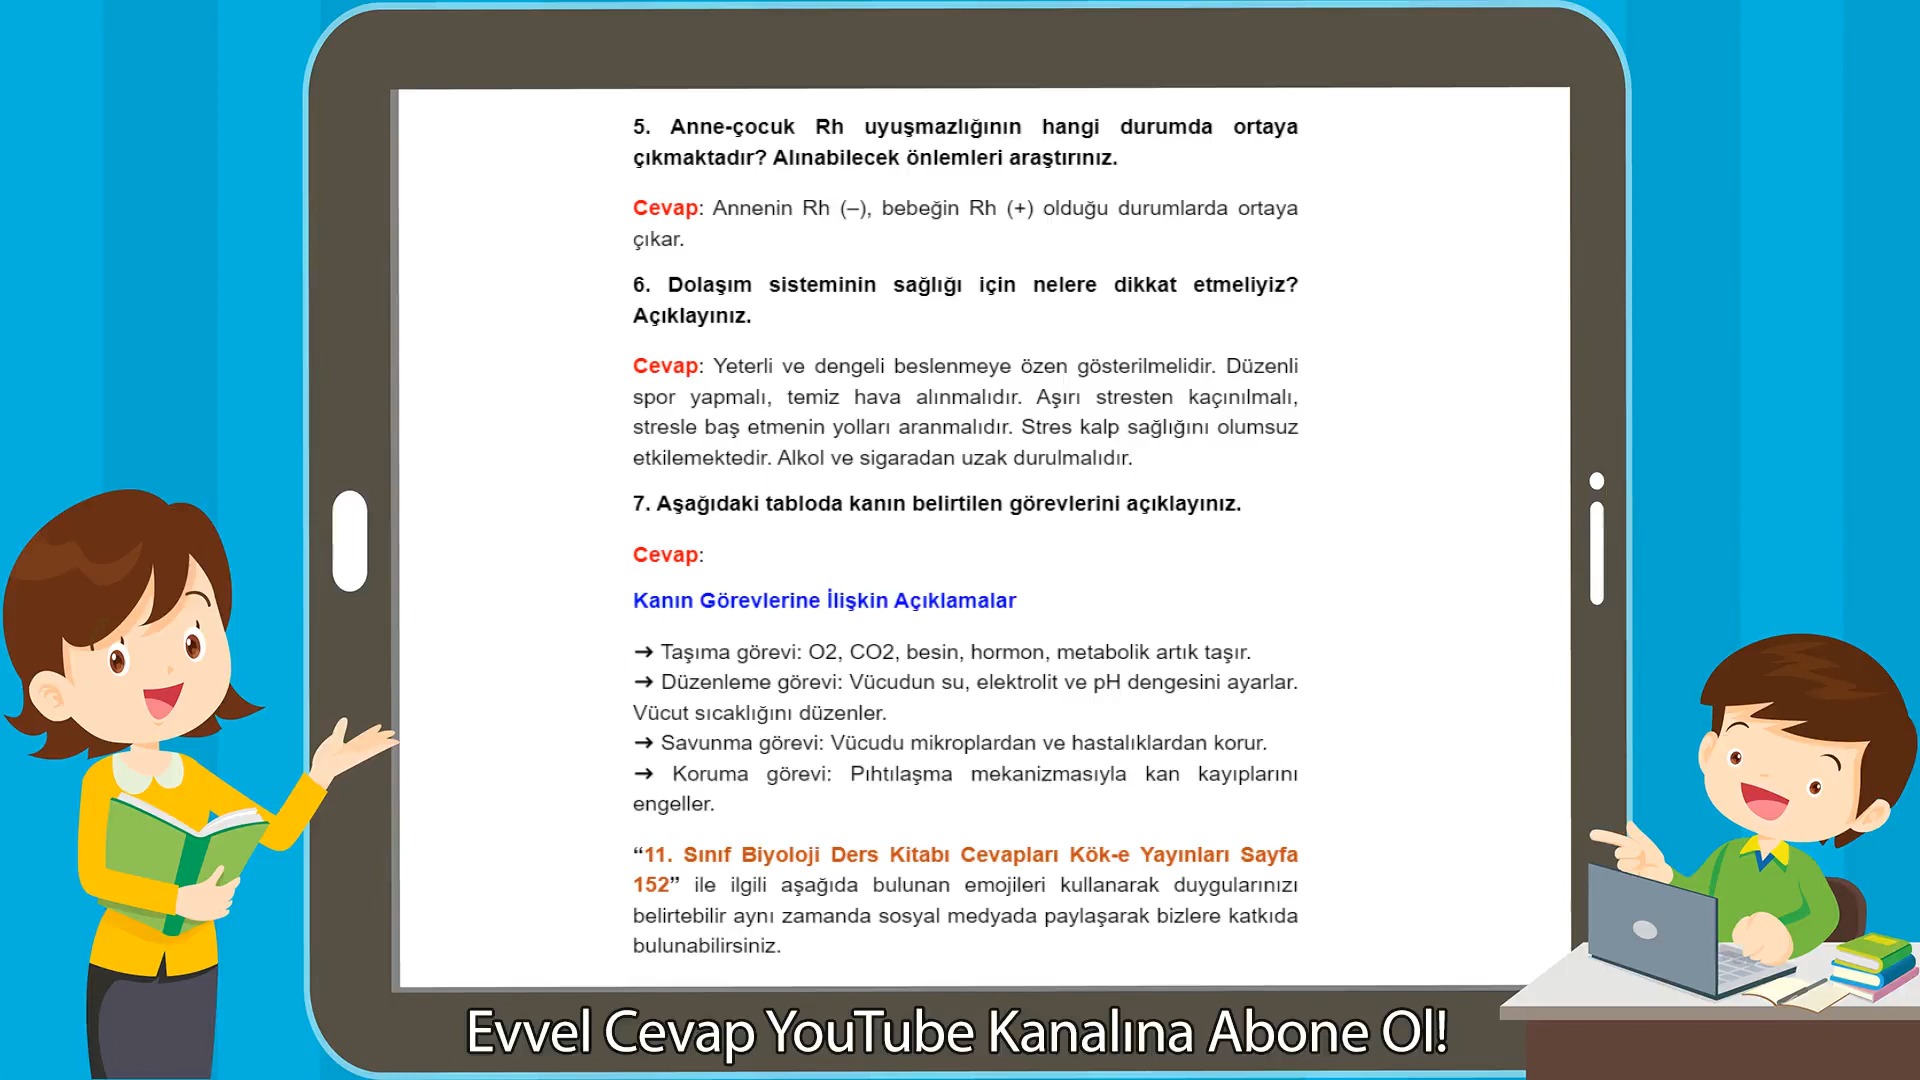 5. Anne-çocuk Rh uyuşmazlığının hangi durumda ortaya
çıkmaktadır? Alınabilecek önlemleri araştırınız.
Cevap: Annenin Rh (–), bebeğin Rh (+) olduğu durumlarda ortaya
çıkar.
6. Dolaşım sisteminin sağlığı için nelere dikkat etmeliyiz?
Açıklayınız.
Cevap: Yeterli ve dengeli beslenmeye özen gösterilmelidir. Düzenli
spor yapmalı, temiz hava alınmalıdır. Aşırı stresten kaçınılmalı,
stresle baş etmenin yolları aranmalıdır. Stres kalp sağlığını olumsuz
etkilemektedir. Alkol ve sigaradan uzak durulmalıdır.
7. Aşağıdaki tabloda kanın belirtilen görevlerini açıklayınız.
Cevap:
Kanın Görevlerine İlişkin Açıklamalar
➜ Taşıma görevi: O2, CO2, besin, hormon, metabolik artık taşır.
➜ Düzenleme görevi: Vücudun su, elektrolit ve pH dengesini ayarlar.
Vücut sıcaklığını düzenler.
➜ Savunma görevi: Vücudu mikroplardan ve hastalıklardan korur.
➜ Koruma görevi: Pıhtılaşma mekanizmasıyla kan kayıplarını
engeller.
“11. Sınıf Biyoloji Ders Kitabı Cevapları Kök-e Yayınları Sayfa
152” ile ilgili aşağıda bulunan emojileri kullanarak duygularınızı
belirtebilir aynı zamanda sosyal medyada paylaşarak bizlere katkıda
bulunabilirsiniz.
Evvel Cevap YouTube Kanalına Abone Ol!